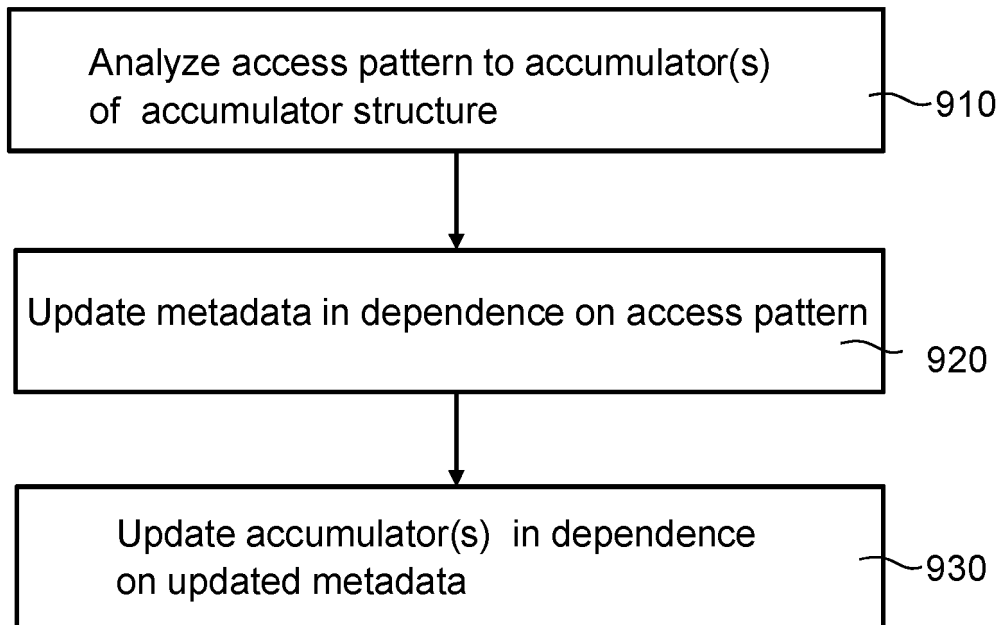 Analyze access pattern to accumulator(s)
of accumulator structure
910
Update metadata in dependence on access pattern
920
Update accumulator(s) in dependence
on updated metadata
930